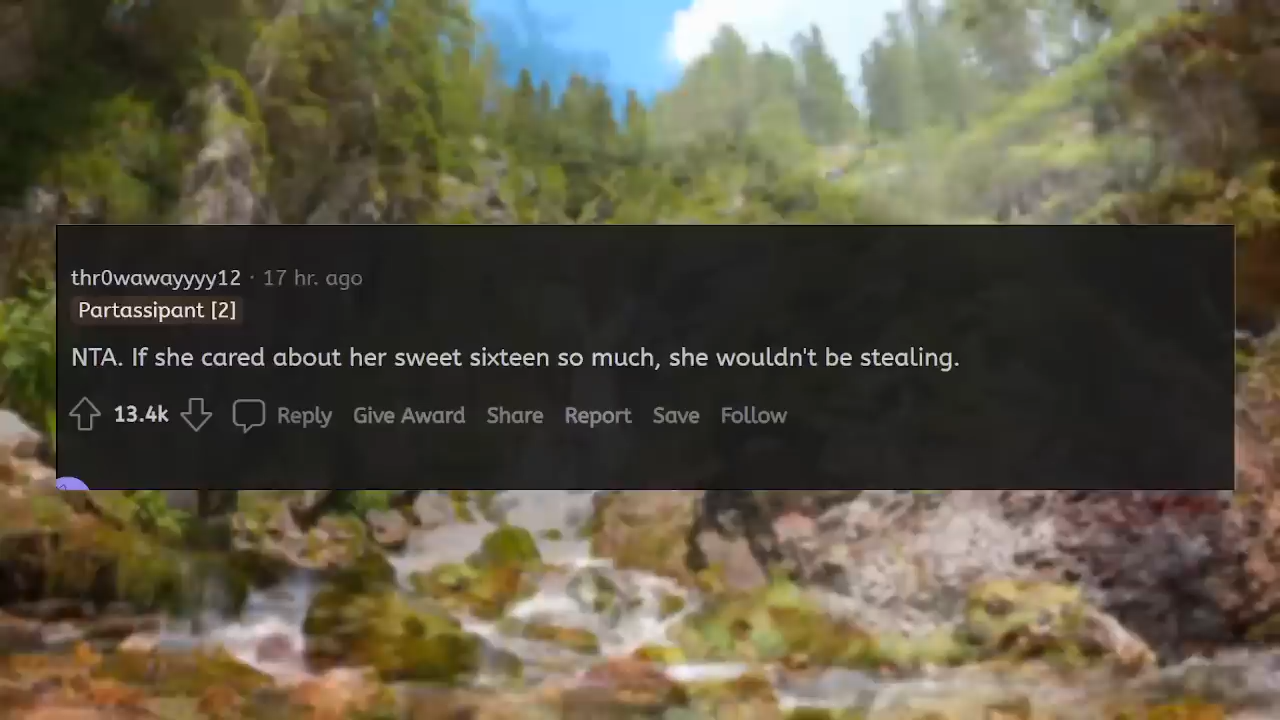 thr0wawayyyy12 · 17 hr. ago
Partassipant [2]
NTA. If she cared about her sweet sixteen so much, she wouldn't be stealing.
13.4k Reply Give Award Share Report Save Follow